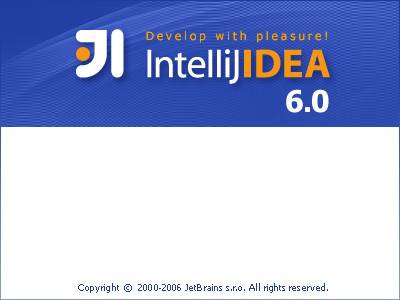 Develop with pleasure!
JI IntelliJIDEA
6.0
Copyright © 2000-2006 JetBrains s.r.o. All rights reserved.